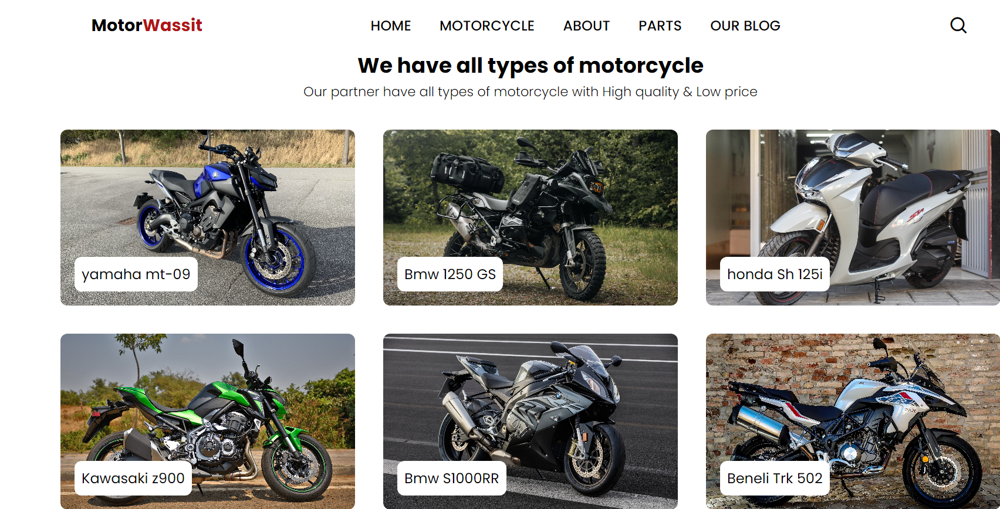 MotorWassit
HOME MOTORCYCLE ABOUT PARTS OUR BLOG
We have all types of motorcycle
Our partner have all types of motorcycle with High quality & Low price
yamaha mt-09
Bmw 1250 GS
honda Sh 125i
Kawasaki z900
Bmw S1000RR
Beneli Trk 502